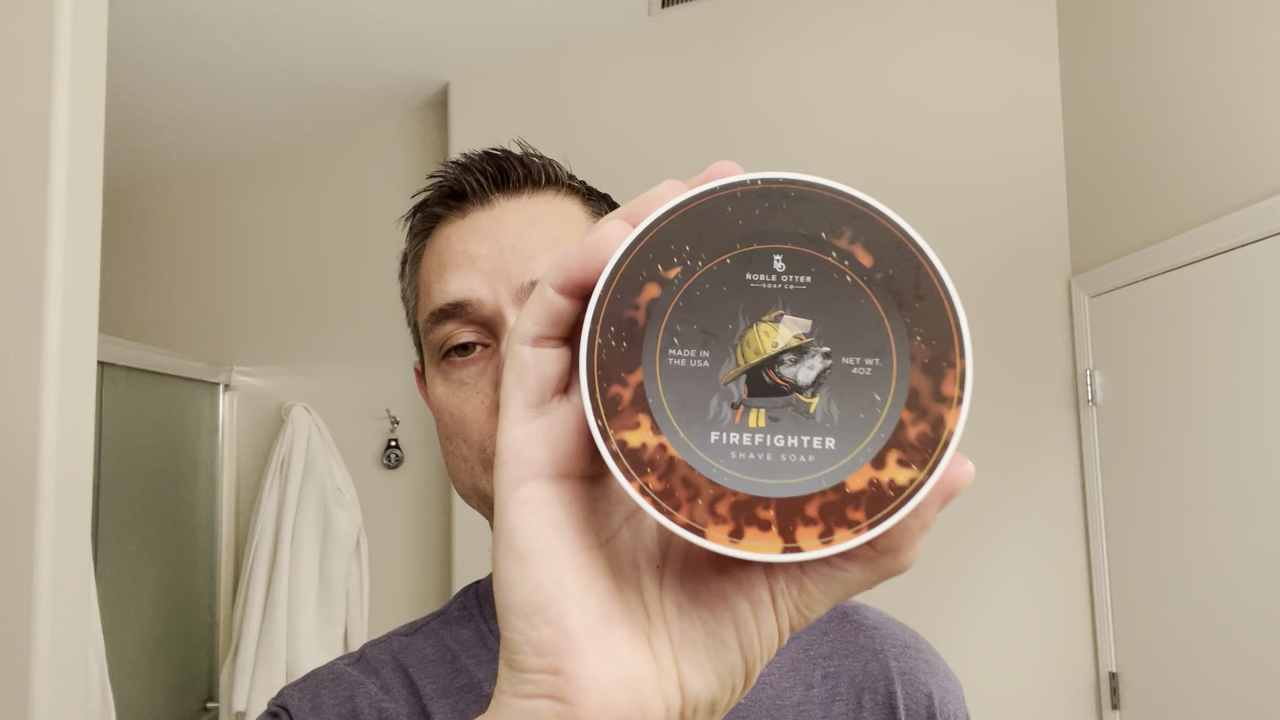 NOBLE OTTER
SOAP CO
MADE IN
THE USA
NET WT.
4OZ
FIREFIGHTER
SHAVE SOAP